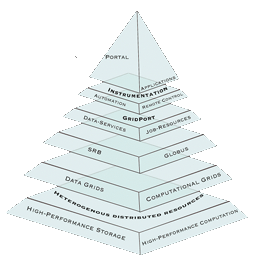 Portal
Applications
Instrumentation
Automation
Remote Control
GridPort
Data-Services
Job-Resources
SRB
Globus
Data Grids
Computational Grids
Heterogenous distributed resources
High-Performance Storage
High-Performance Computation